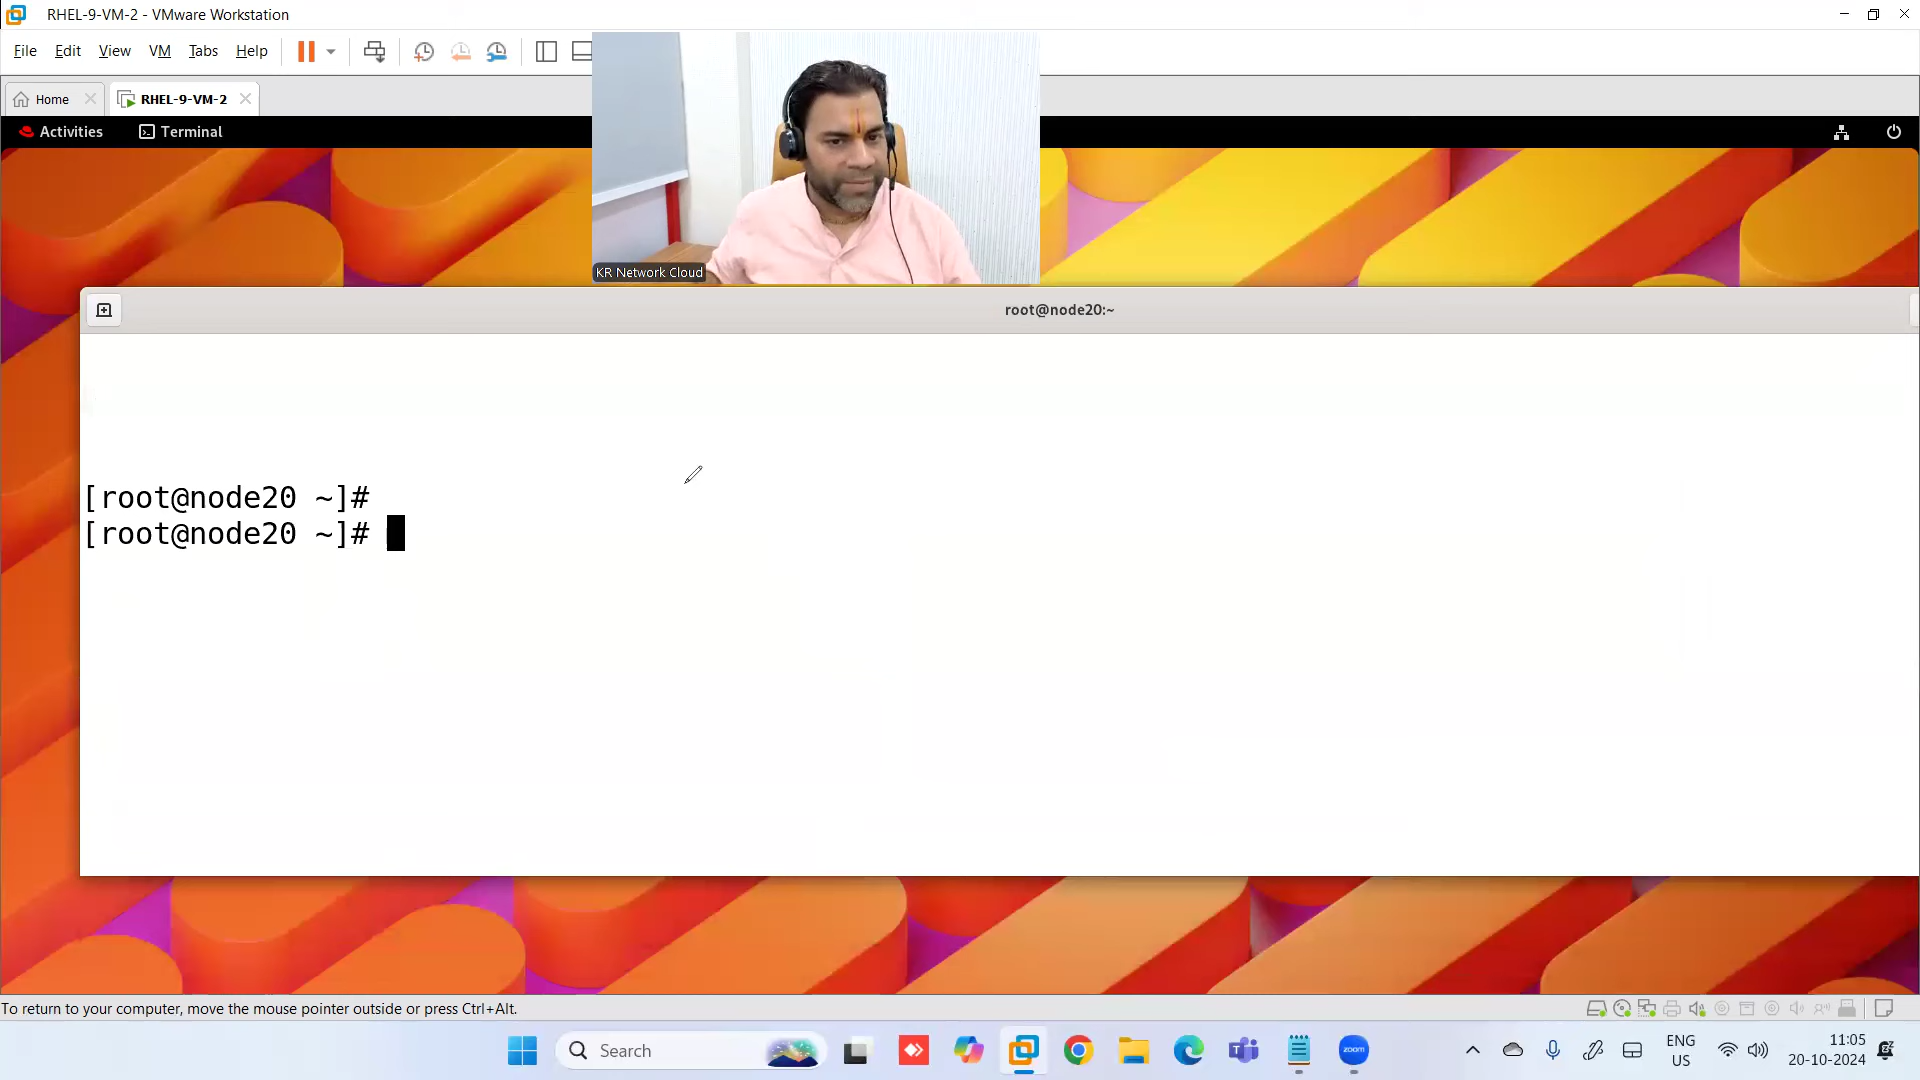 RHEL-9-VM-2 - VMware Workstation
File Edit View VM Tabs Help
Home RHEL-9-VM-2
Activities Terminal
KR Network Cloud
root@node20:~
[root@node20 ~]#
[root@node20 ~]#
To return to your computer, move the mouse pointer outside or press Ctrl+Alt.
Search zoom ENG 11:05
US 20-10-2024